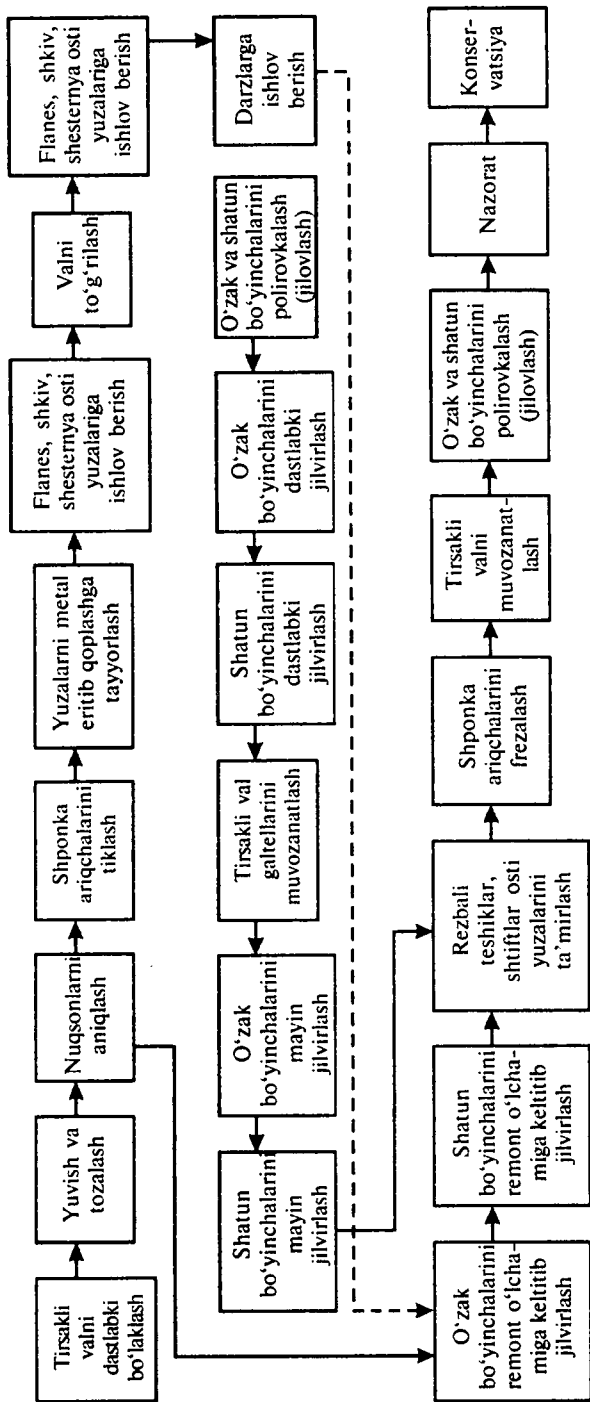 Tirsakli
valni
dastlabki
bo‘laklash
Yuvish va
tozalash
Nuqsonlarni
aniqlash
Shponka
ariqchalarini
tiklash
Yuzalarni metal
eritib qoplashga
tayyorlash
Flanes, shkiv,
shesternya osti
yuzalariga
ishlov berish
Valni
to‘g‘rilash
Flanes, shkiv,
shesternya osti
yuzalariga
ishlov berish
Darzlarga
ishlov
berish
O‘zak va shatun
bo‘yinchalarini
polirovkalash
(jilovlash)
O‘zak
bo‘yinchalarini
dastlabki
jilvirlash
Shatun
bo‘yinchalarini
dastlabki
jilvirlash
Tirsakli val
galtellarini
muvozanatlash
O‘zak
bo‘yinchalarini
mayin
jilvirlash
Shatun
bo‘yinchalarini
mayin
jilvirlash
O‘zak
bo‘yinchalarini
remont o‘lcha-
miga keltitib
jilvirlash
Shatun
bo‘yinchalarini
remont o‘lcha-
miga keltitib
jilvirlash
Rezbali
teshiklar,
shtiftlar osti
yuzalarini
ta’mirlash
Shponka
ariqchalarini
frezalash
Tirsakli
valni
muvozanat-
lash
O‘zak va shatun
bo‘yinchalarini
polirovkalash
(jilovlash)
Nazorat
Konser-
vatsiya